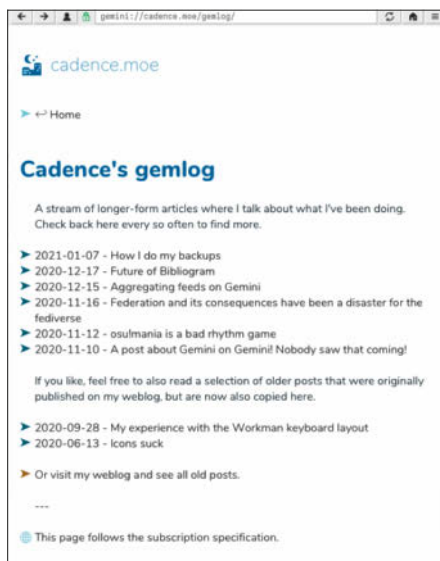 gemini://cadence.moe/gemlog/
cadence.moe
Home
Cadence's gemlog
A stream of longer-form articles where I talk about what I've been doing.
Check back here every so often to find more.
2021-01-07 - How I do my backups
2020-12-17 - Future of Bibliogram
2020-12-15 - Aggregating feeds on Gemini
2020-11-16 - Federation and its consequences have been a disaster for the
fediverse
2020-11-12 - osu!mania is a bad rhythm game
2020-11-10 - A post about Gemini on Gemini! Nobody saw that coming!
If you like, feel free to also read a selection of older posts that were originally
published on my weblog, but are now also copied here.
2020-09-28 - My experience with the Workman keyboard layout
2020-06-13 - Icons suck
Or visit my weblog and see all old posts.
---
This page follows the subscription specification.